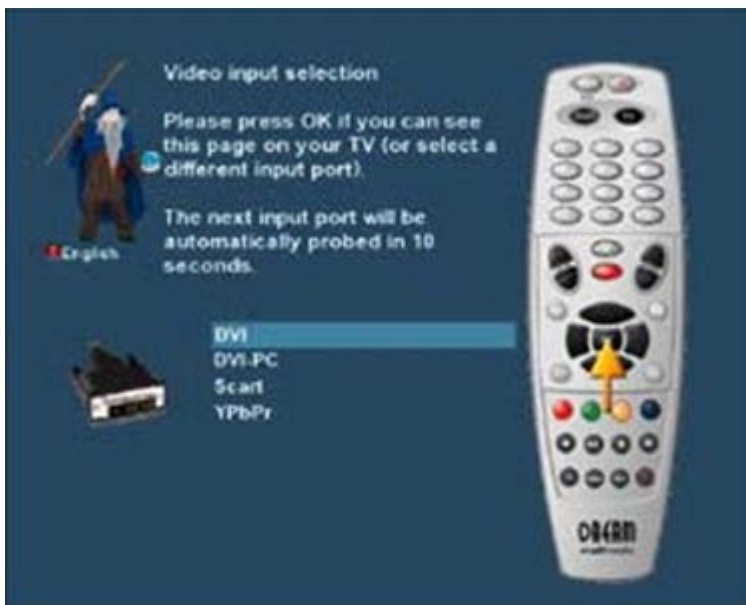 Video input selection
Please press OK if you can see
this page on your TV (or select a
different input port).
The next input port will be
automatically probed in 10
seconds.
English
DVI
DVI-PC
Scart
YPbPr
DREAM